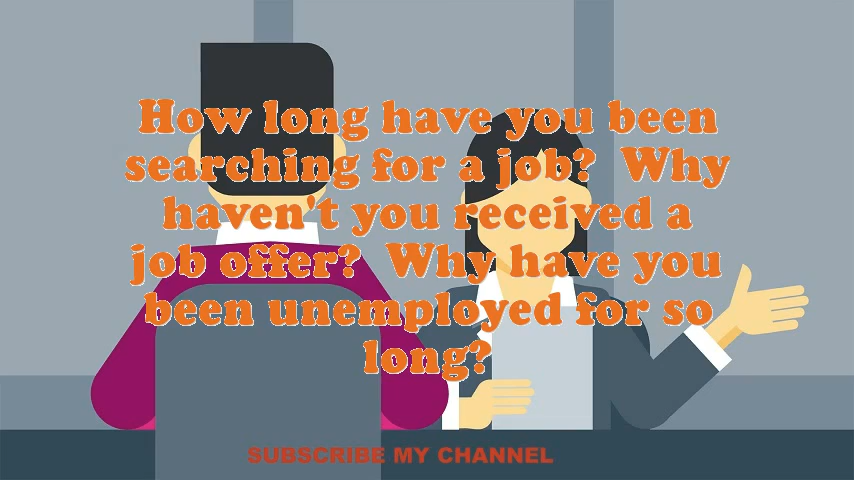 How long have you been
searching for a job?  Why
haven't you received a
job offer?  Why have you
been unemployed for so
long?
SUBSCRIBE MY CHANNEL